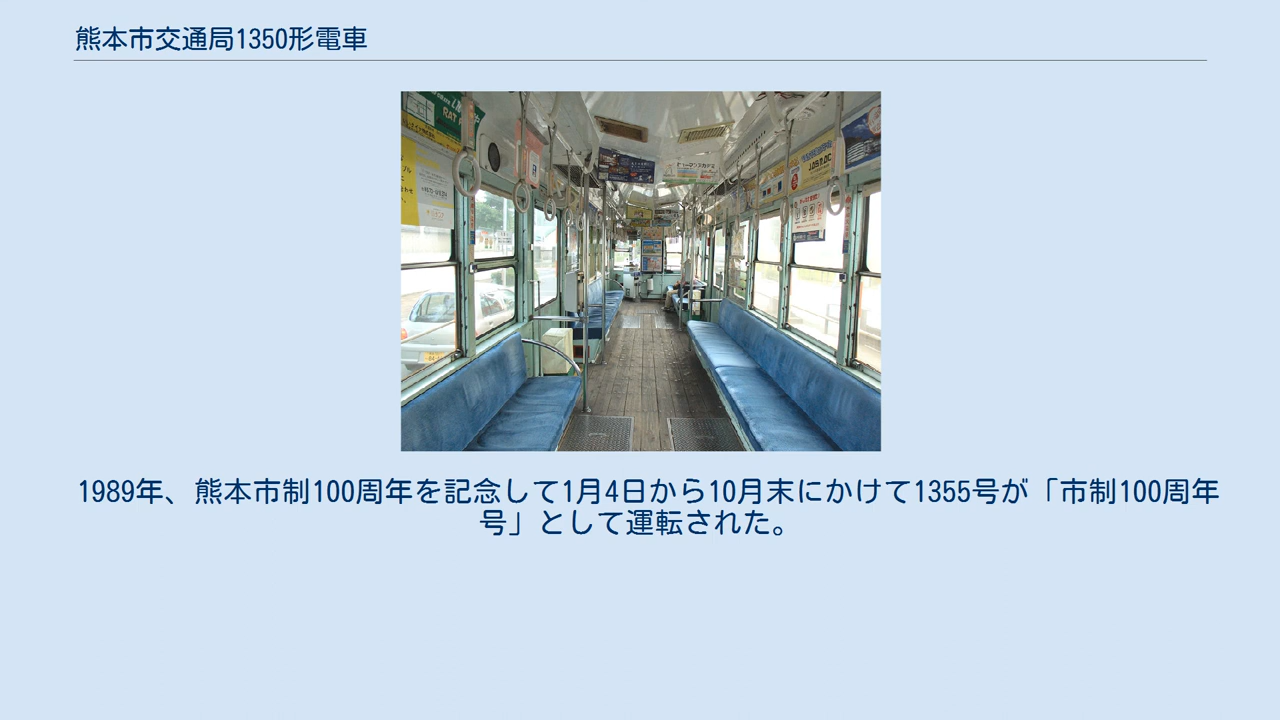 熊本市交通局1350形電車
1989年、熊本市制100周年を記念して1月4日から10月末にかけて1355号が「市制100周年
号」として運転された。